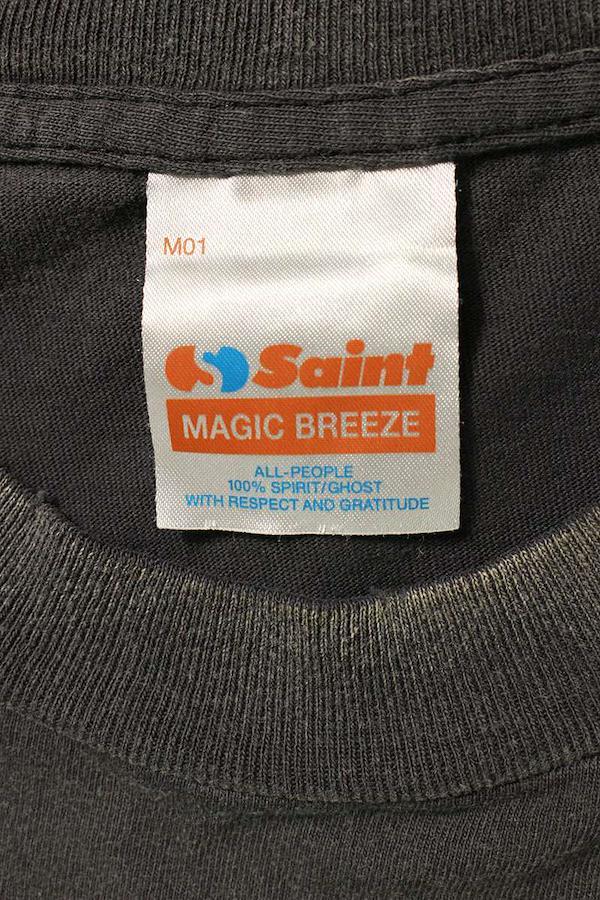 M01
Saint
MAGIC BREEZE
ALL-PEOPLE
100% SPIRIT/GHOST
WITH RESPECT AND GRATITUDE